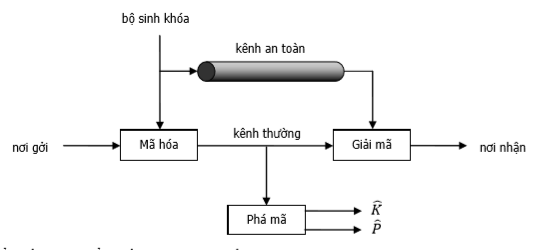 bộ sinh khóa
kênh an toàn
nơi gởi
Mã hóa
kênh thường
Giải mã
nơi nhận
Phá mã
K̂
P̂